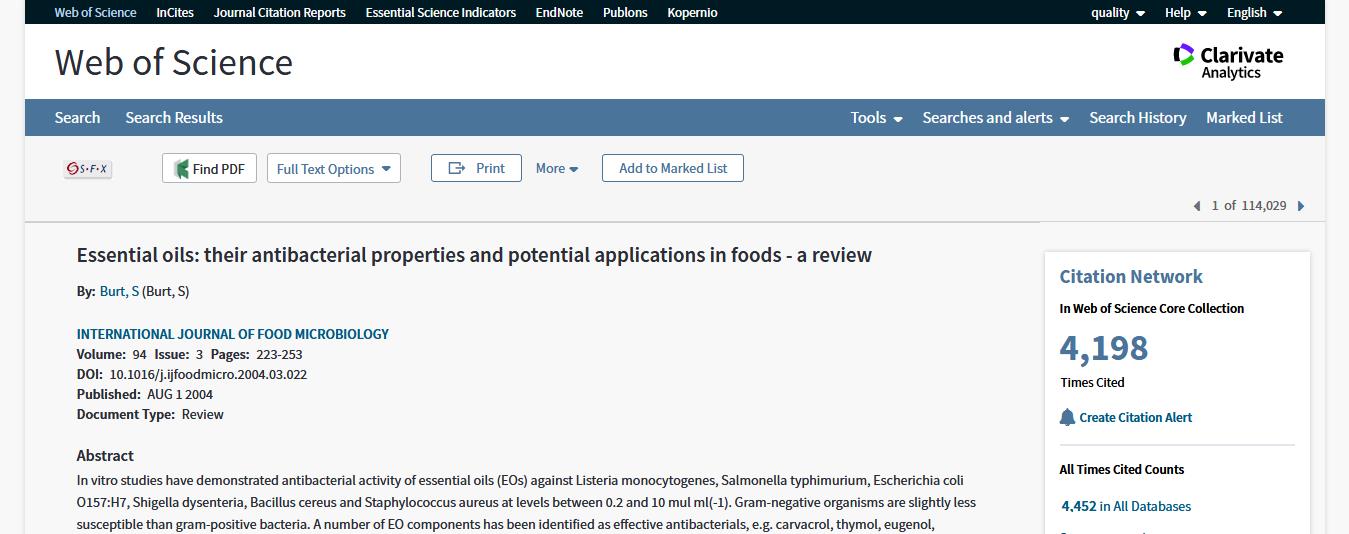 Web of Science InCites Journal Citation Reports Essential Science Indicators EndNote Publons Kopernio quality Help English
Web of Science
Clarivate
Analytics
Search Search Results Tools Searches and alerts Search History Marked List
S·F·X Find PDF Full Text Options Print More Add to Marked List
1 of 114,029
Essential oils: their antibacterial properties and potential applications in foods - a review
By: Burt, S (Burt, S)
INTERNATIONAL JOURNAL OF FOOD MICROBIOLOGY
Volume: 94 Issue: 3 Pages: 223-253
DOI: 10.1016/j.ijfoodmicro.2004.03.022
Published: AUG 1 2004
Document Type: Review
Abstract
In vitro studies have demonstrated antibacterial activity of essential oils (EOs) against Listeria monocytogenes, Salmonella typhimurium, Escherichia coli
O157:H7, Shigella dysenteria, Bacillus cereus and Staphylococcus aureus at levels between 0.2 and 10 mul ml(-1). Gram-negative organisms are slightly less
susceptible than gram-positive bacteria. A number of EO components has been identified as effective antibacterials, e.g. carvacrol, thymol, eugenol,
Citation Network
In Web of Science Core Collection
4,198
Times Cited
Create Citation Alert
All Times Cited Counts
4,452 in All Databases